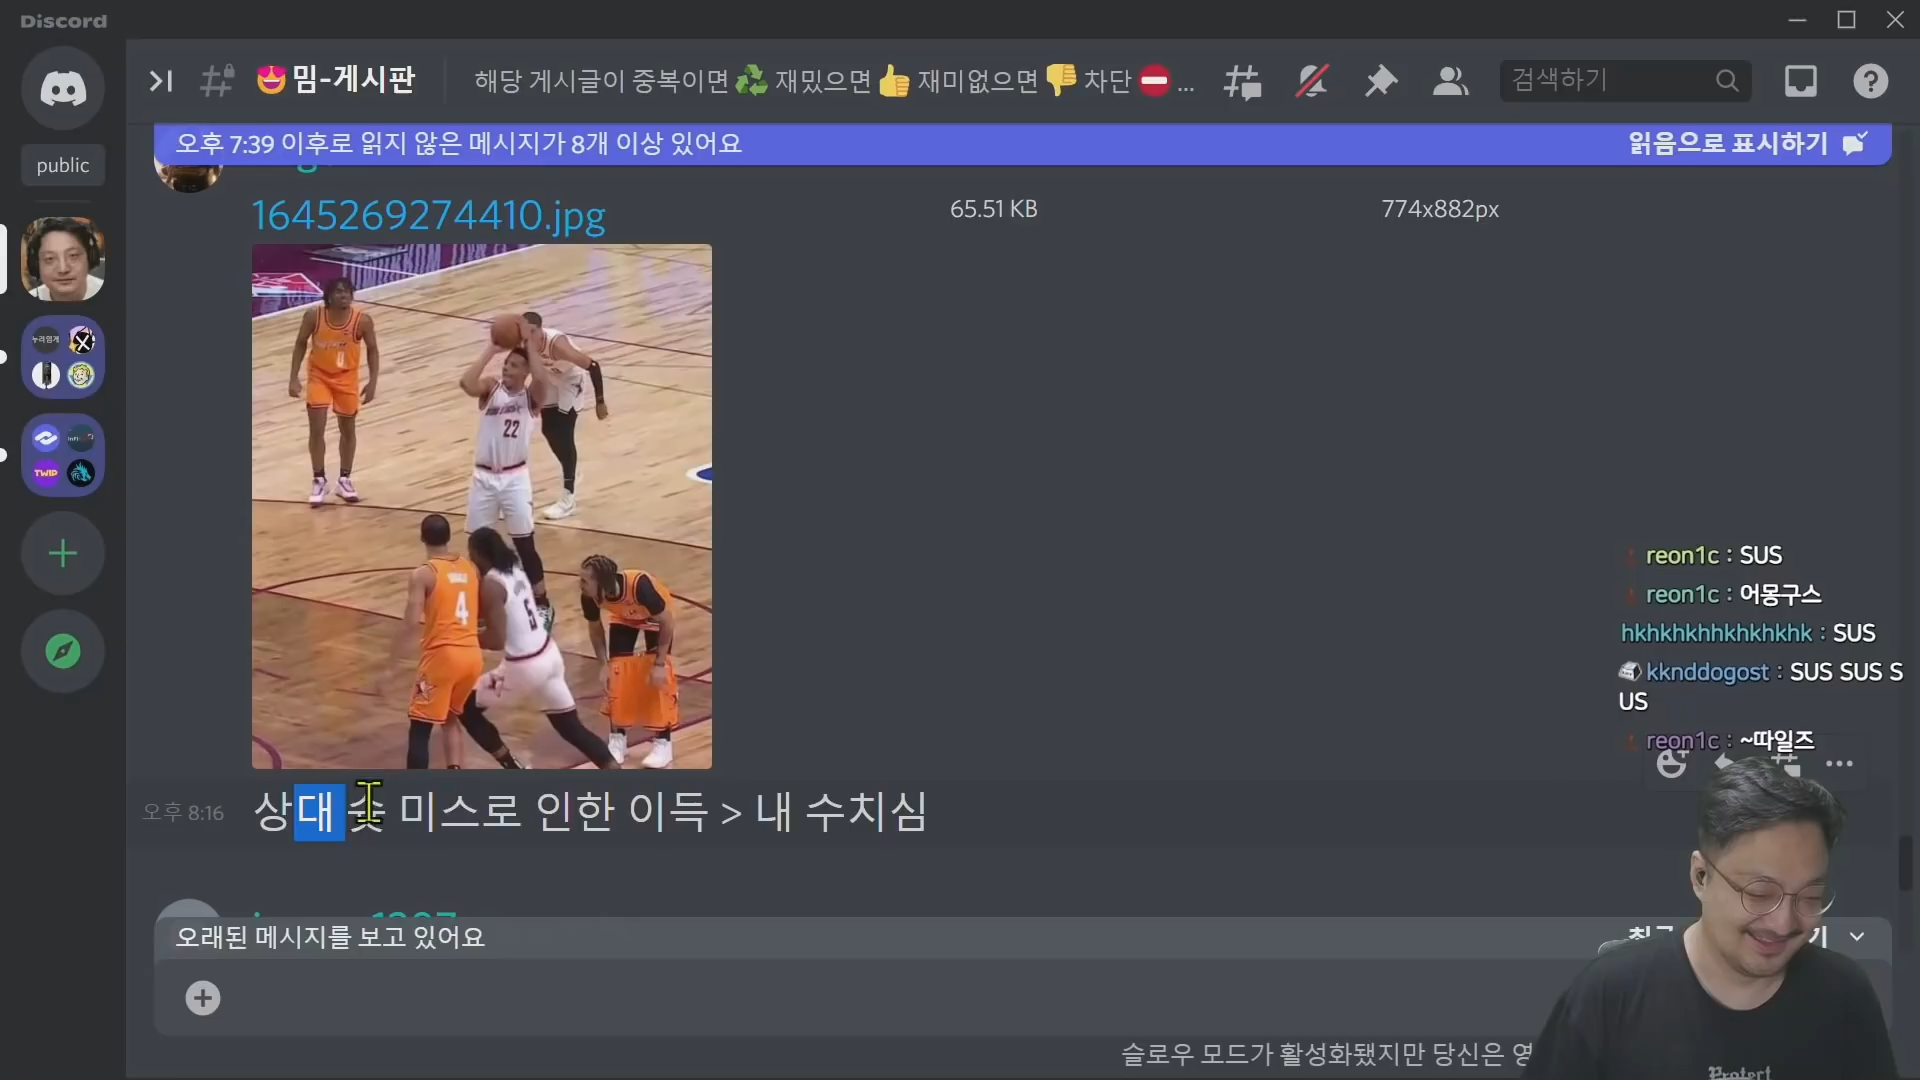 Discord
밈-게시판
해당 게시글이 중복이면 재밌으면 재미없으면 차단 ...
검색하기
public
오후 7:39 이후로 읽지 않은 메시지가 8개 이상 있어요
읽음으로 표시하기
1645269274410.jpg
65.51 KB
774x882px
0
22
4
5
reon1c : SUS
reon1c : 어몽구스
hkhkhkhhkhkhkhk : SUS
kknddogost : SUS SUS S
US
reon1c : ~따일즈
오후 8:16
상대 슛 미스로 인한 이득 > 내 수치심
오래된 메시지를 보고 있어요
슬로우 모드가 활성화됐지만 당신은
TWIP
Protect